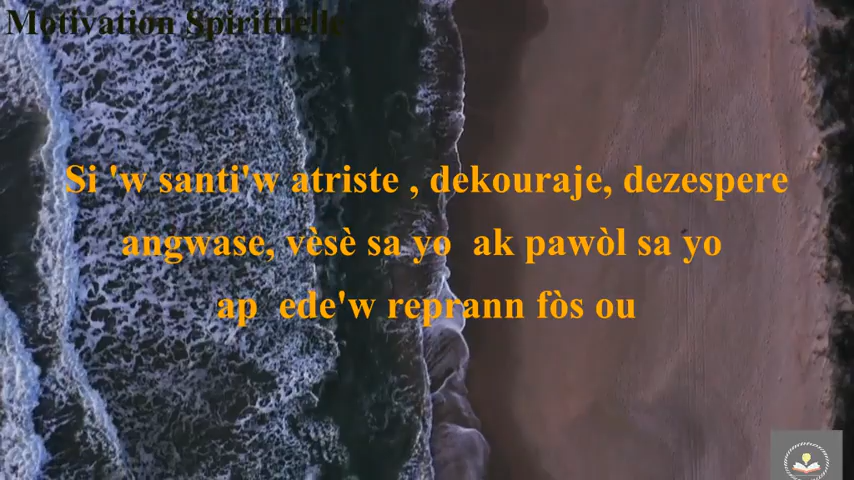 Motivation Spirituelle
Si 'w santi'w atriste , dekouraje, dezespere
angwase, vèsè sa yo  ak pawòl sa yo
ap  ede'w reprann fòs ou